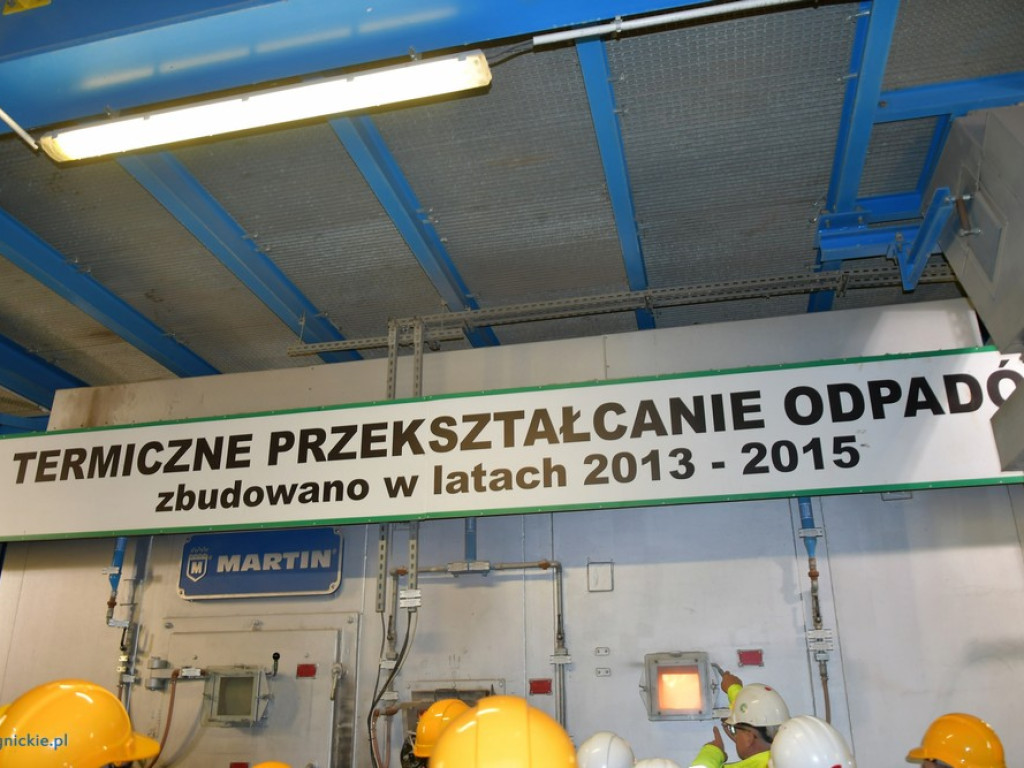 TERMICZNE PRZEKSZTAŁCANIE ODPADÓ
zbudowano w latach 2013 - 2015
M MARTIN®
gnickie.pl